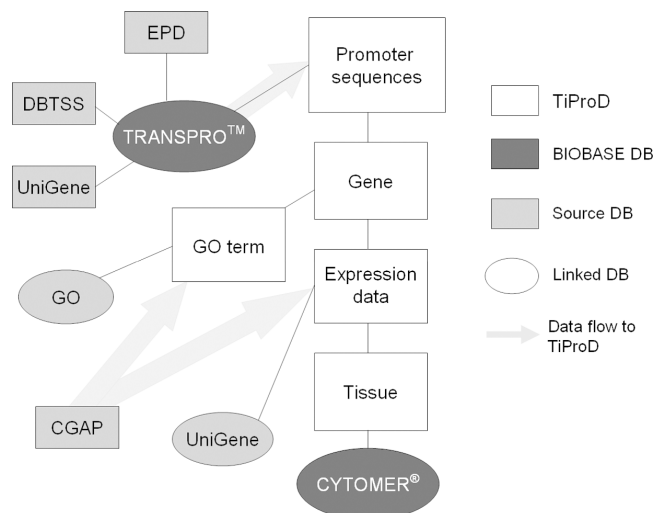 EPD
Promoter
sequences
DBTSS
TRANSPRO™
UniGene
Gene
GO term
GO
Expression
data
CGAP
UniGene
Tissue
CYTOMER®
TiProD
BIOBASE DB
Source DB
Linked DB
Data flow to
TiProD